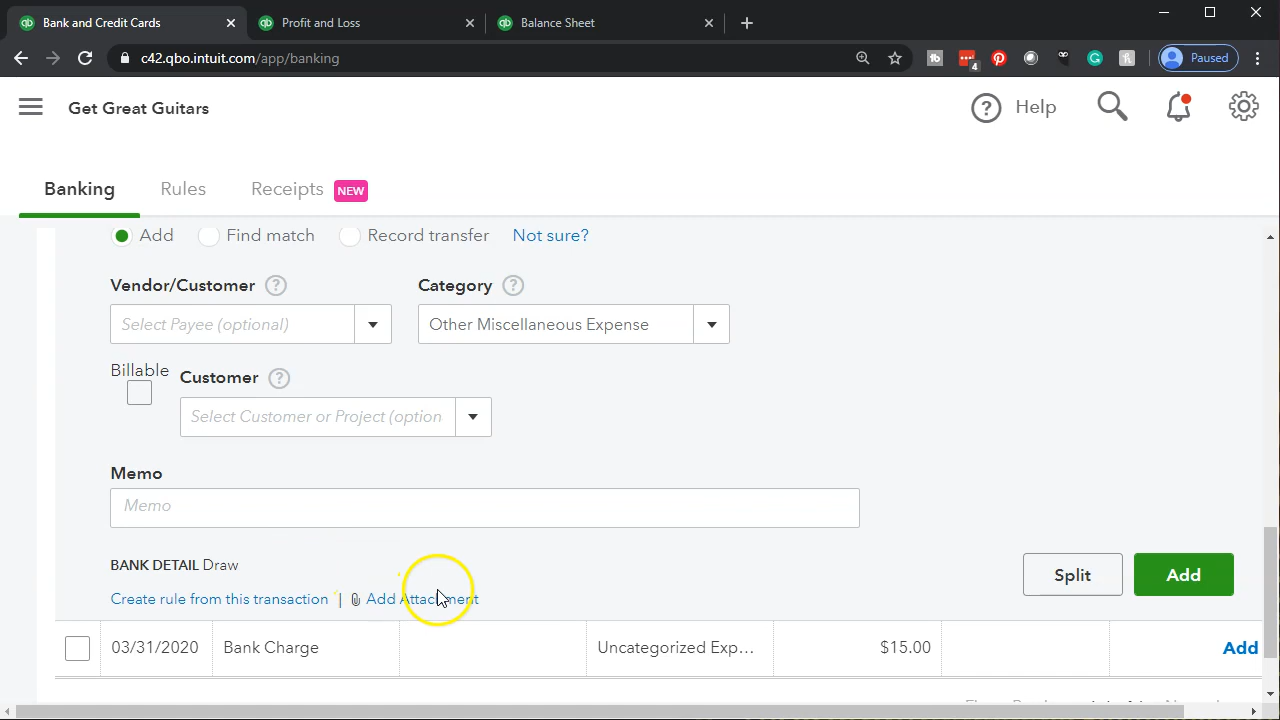 Bank and Credit Cards
Profit and Loss
Balance Sheet
c42.qbo.intuit.com/app/banking
4
Paused
Get Great Guitars
Help
Banking
Rules
Receipts
NEW
Add
Find match
Record transfer
Not sure?
Vendor/Customer
Category
Select Payee (optional)
Other Miscellaneous Expense
Billable
Customer
Select Customer or Project (option
Memo
Memo
BANK DETAIL Draw
Split
Add
Create rule from this transaction | Add Attachment
03/31/2020 Bank Charge Uncategorized Exp... $15.00 Add